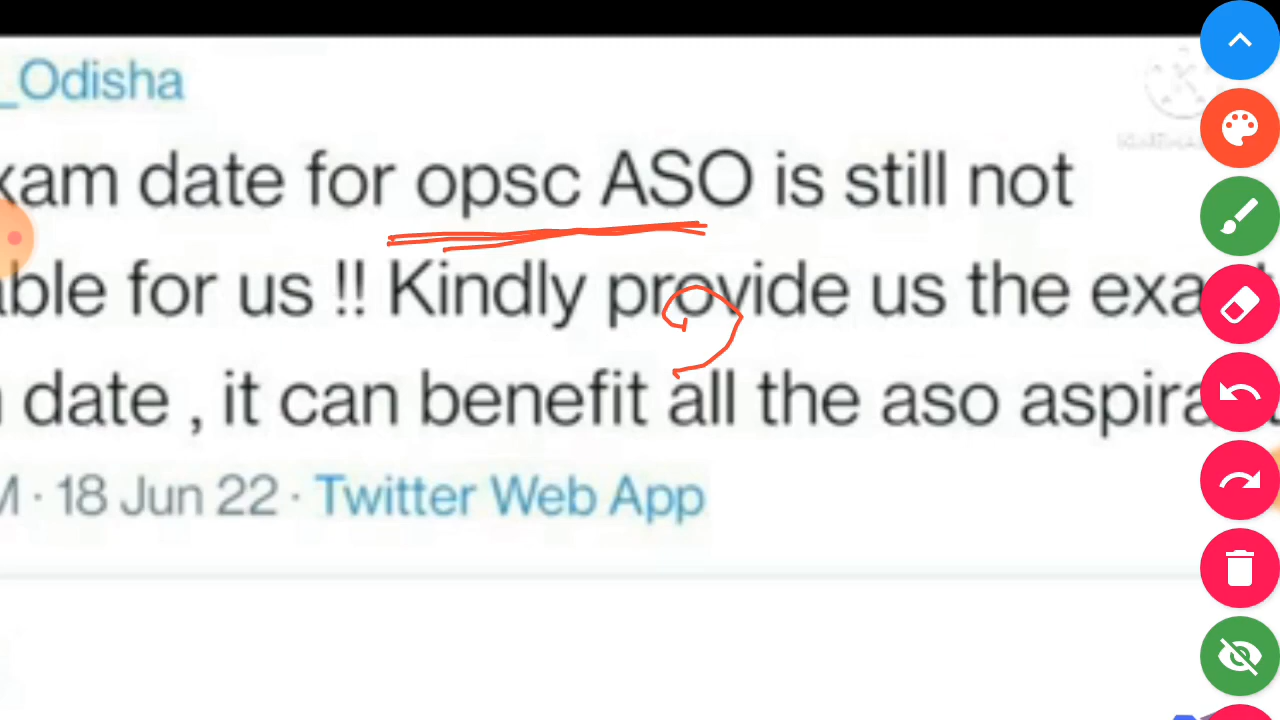 _Odisha
xam date for opsc ASO is still not
able for us !! Kindly provide us the exa
date , it can benefit all the aso aspira
M · 18 Jun 22 · Twitter Web App